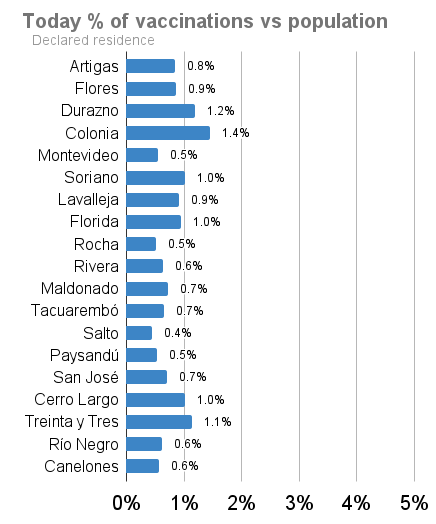 Today % of vaccinations vs population
Declared residence
Artigas 0.8%
Flores 0.9%
Durazno 1.2%
Colonia 1.4%
Montevideo 0.5%
Soriano 1.0%
Lavalleja 0.9%
Florida 1.0%
Rocha 0.5%
Rivera 0.6%
Maldonado 0.7%
Tacuarembó 0.7%
Salto 0.4%
Paysandú 0.5%
San José 0.7%
Cerro Largo 1.0%
Treinta y Tres 1.1%
Río Negro 0.6%
Canelones 0.6%
0% 1% 2% 3% 4% 5%